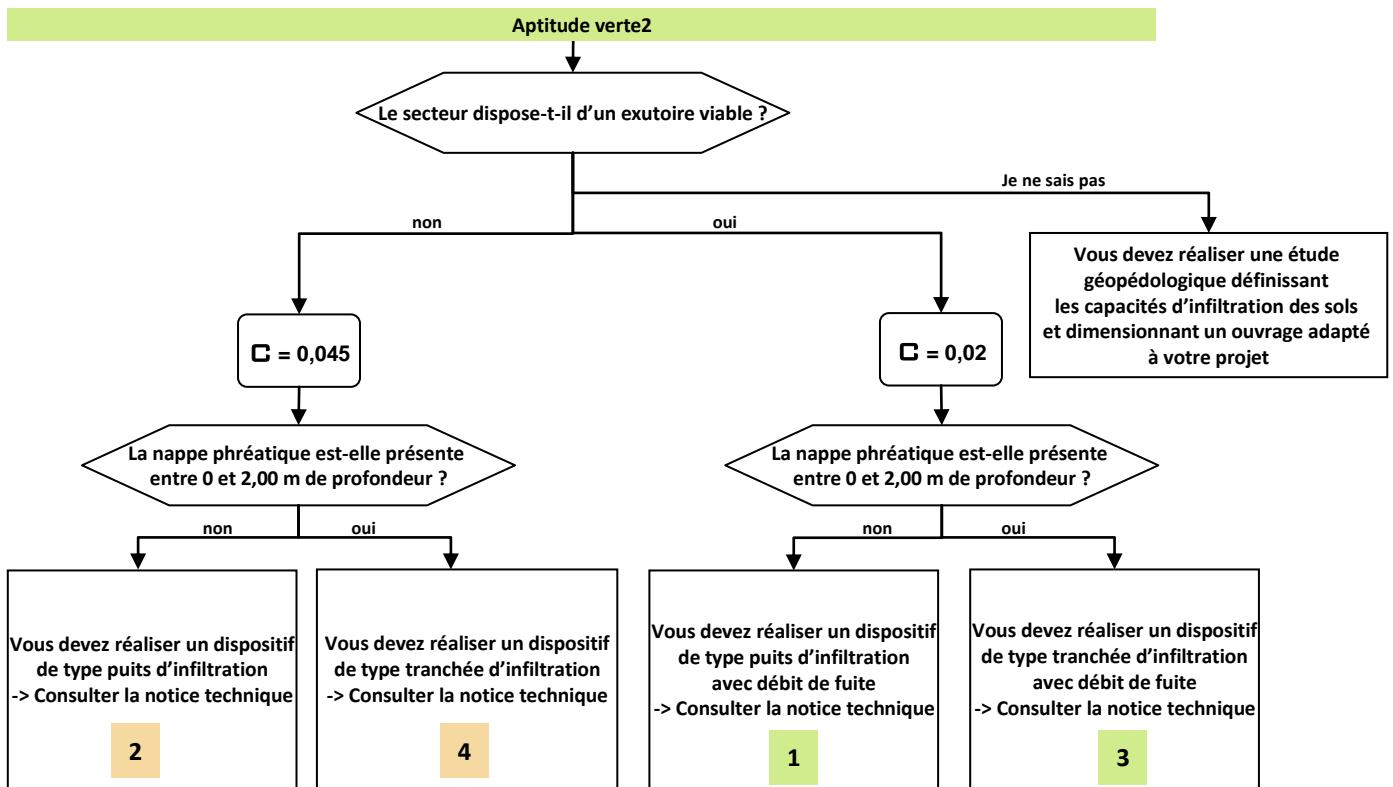 Aptitude verte2
Le secteur dispose-t-il d'un exutoire viable ?
Je ne sais pas
non
oui
Vous devez réaliser une étude
géopédologique définissant
les capacités d'infiltration des sols
et dimensionnant un ouvrage adapté
à votre projet
C = 0,045
C = 0,02
La nappe phréatique est-elle présente
entre 0 et 2,00 m de profondeur ?
La nappe phréatique est-elle présente
entre 0 et 2,00 m de profondeur ?
non
oui
non
oui
Vous devez réaliser un dispositif
de type puits d'infiltration
-> Consulter la notice technique
2
Vous devez réaliser un dispositif
de type tranchée d'infiltration
-> Consulter la notice technique
4
Vous devez réaliser un dispositif
de type puits d'infiltration
avec débit de fuite
-> Consulter la notice technique
1
Vous devez réaliser un dispositif
de type tranchée d'infiltration
avec débit de fuite
-> Consulter la notice technique
3